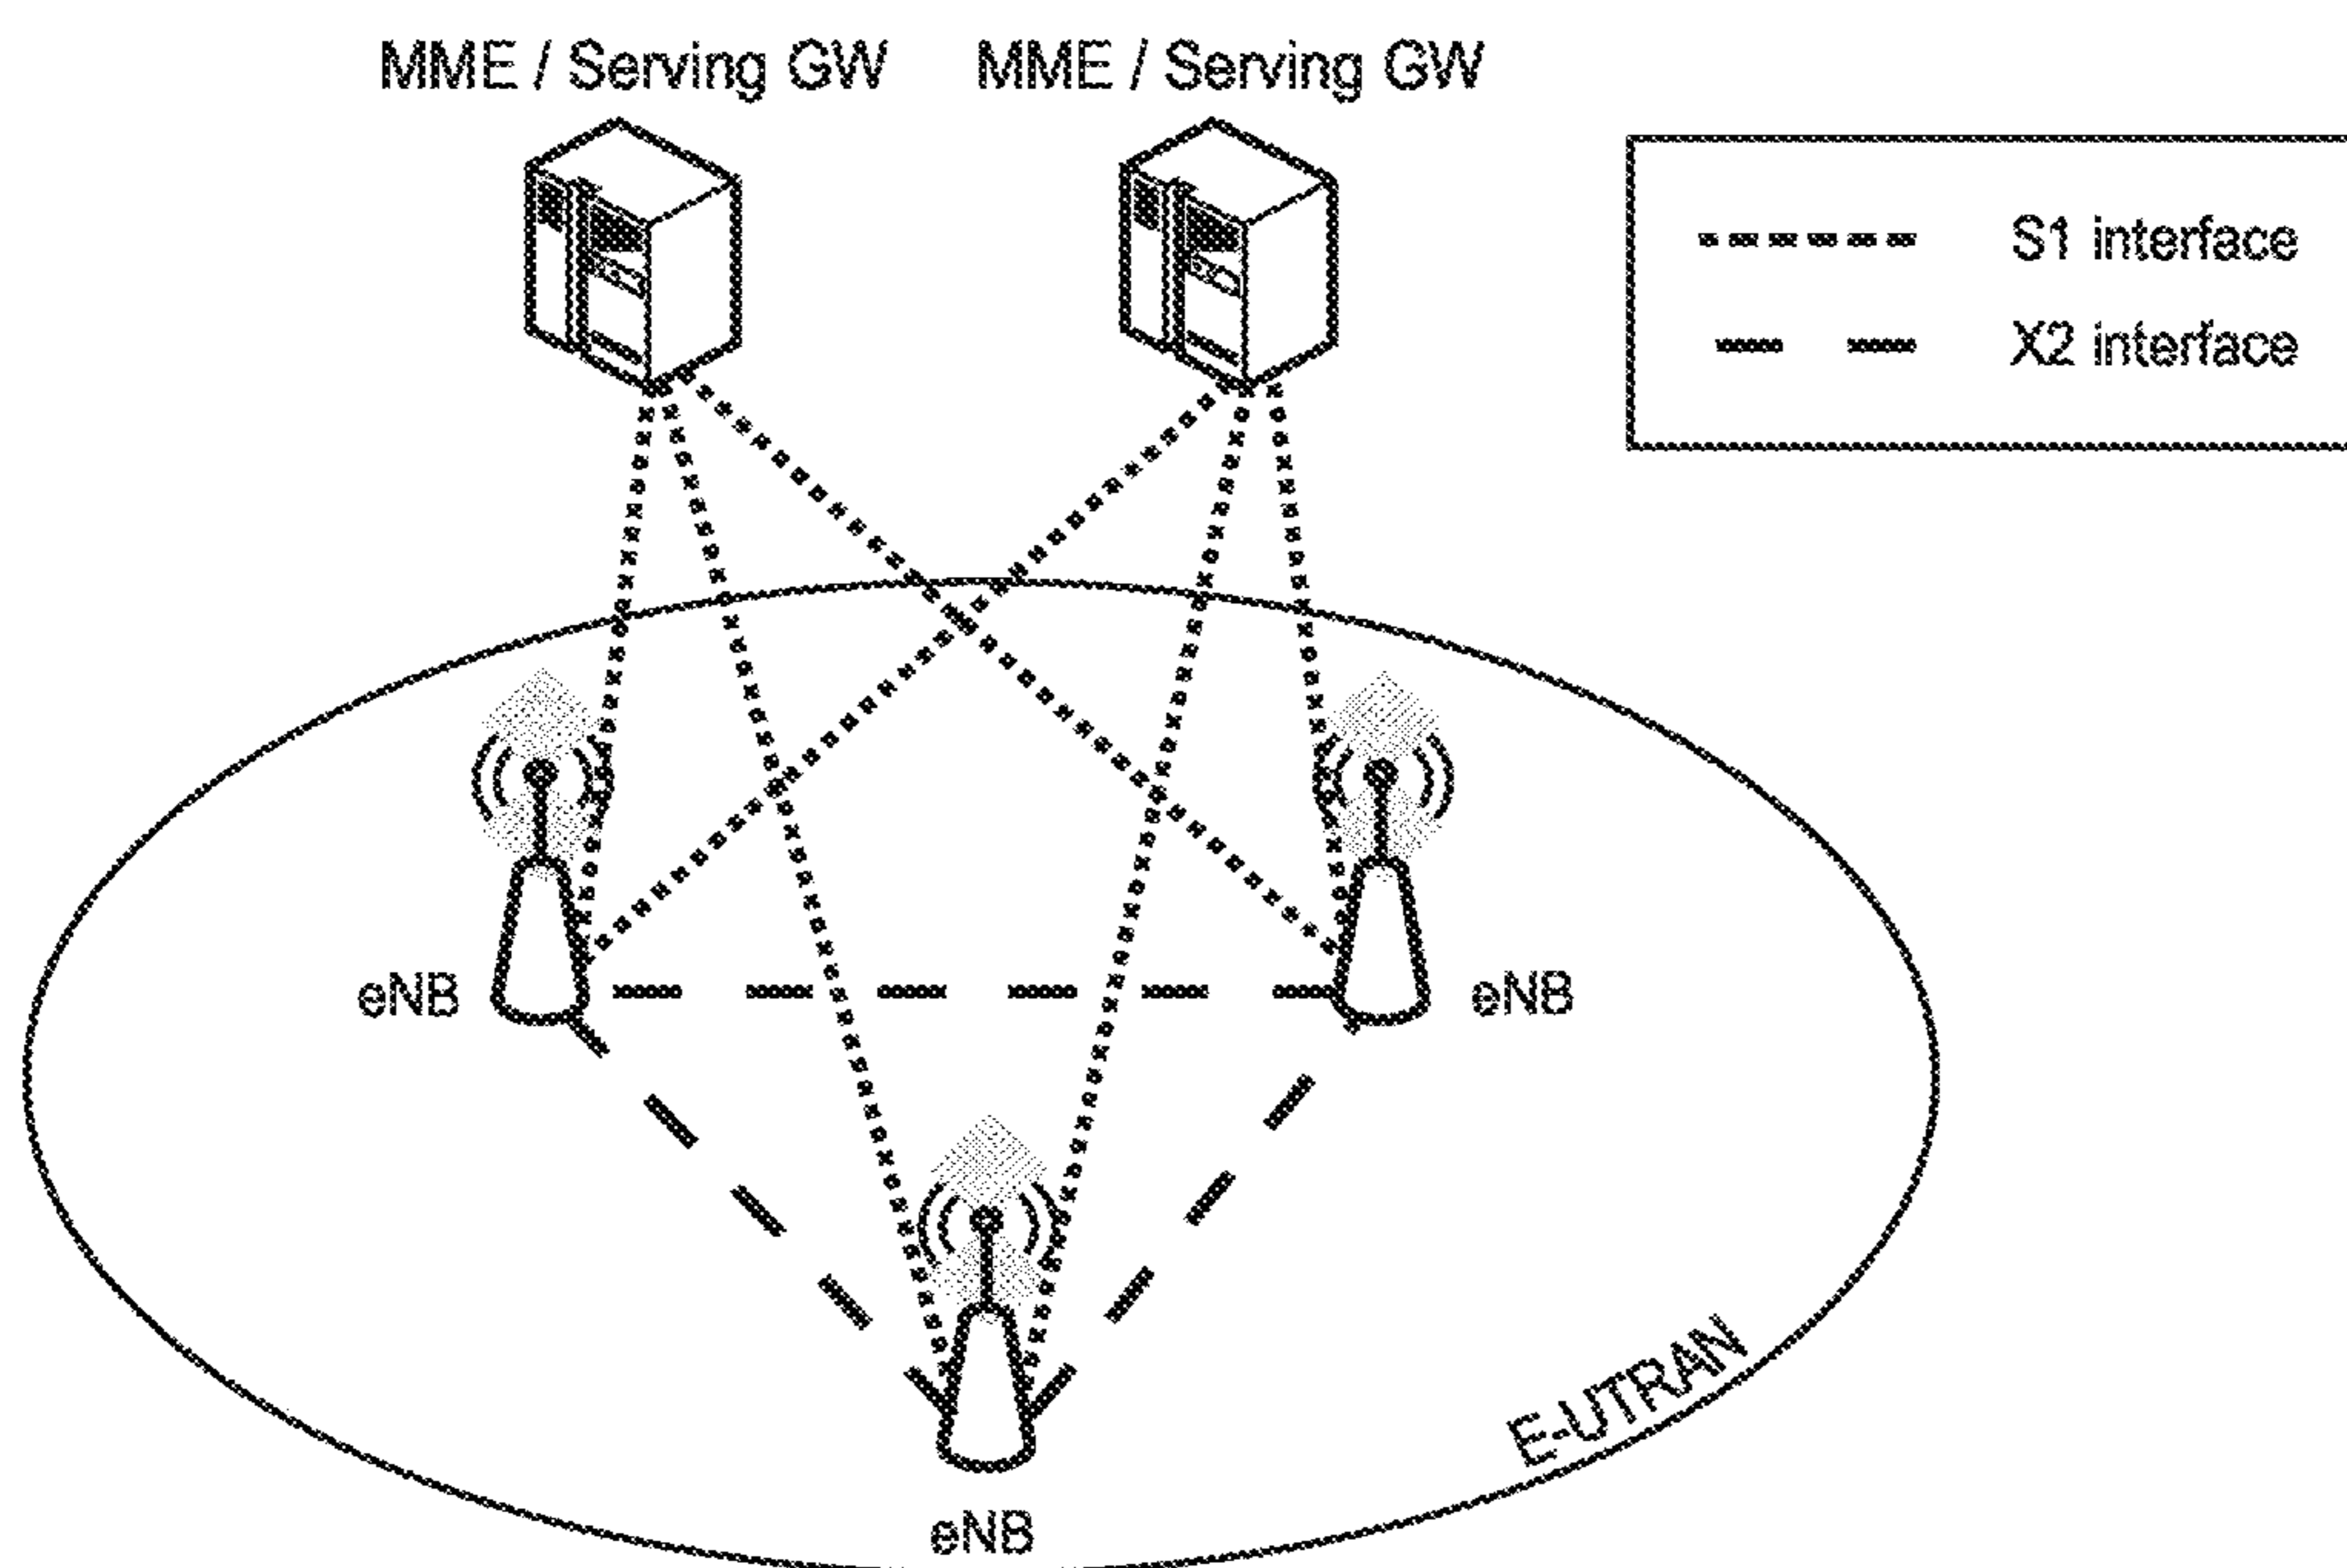 MME / Serving GW
MME / Serving GW
S1 interface
X2 interface
eNB
eNB
E-UTRAN
eNB